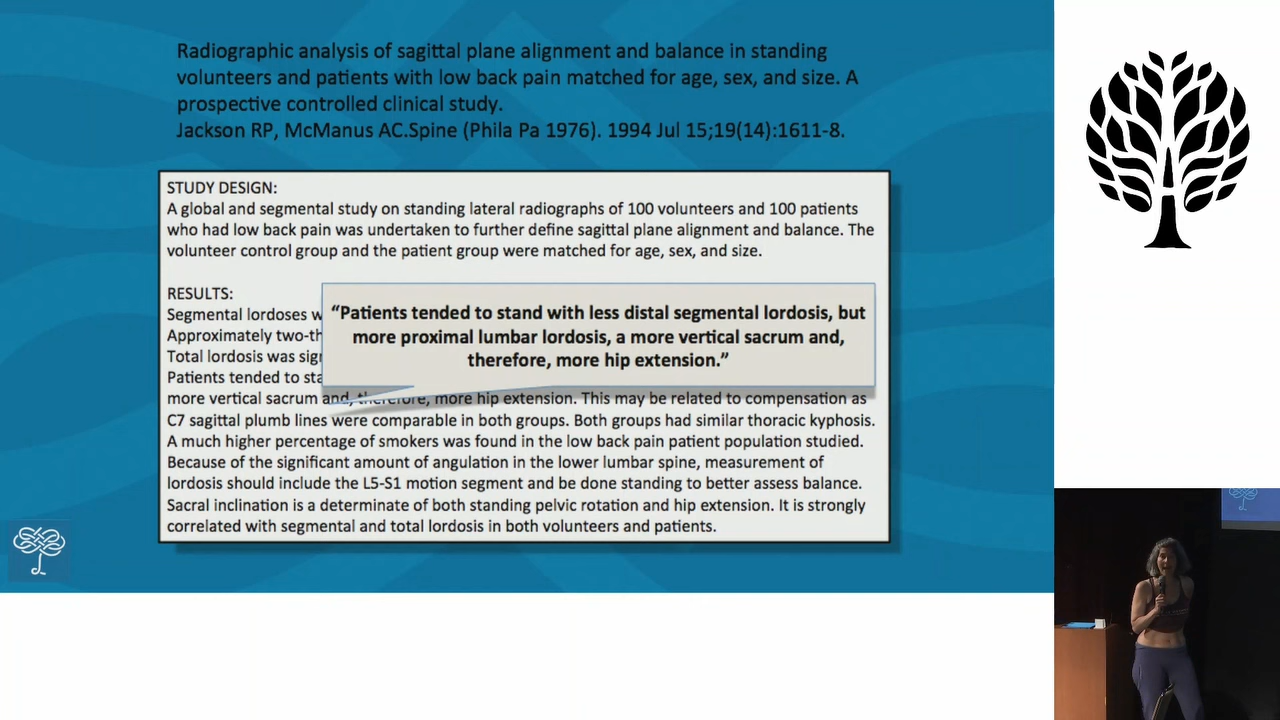 Radiographic analysis of sagittal plane alignment and balance in standing
volunteers and patients with low back pain matched for age, sex, and size. A
prospective controlled clinical study.
Jackson RP, McManus AC.Spine (Phila Pa 1976). 1994 Jul 15;19(14):1611-8.
STUDY DESIGN:
A global and segmental study on standing lateral radiographs of 100 volunteers and 100 patients
who had low back pain was undertaken to further define sagittal plane alignment and balance. The
volunteer control group and the patient group were matched for age, sex, and size.
RESULTS:
Segmental lordoses
Approximately
Total lordosis was
Patients tended to
"Patients tended to stand with less distal segmental lordosis, but
more proximal lumbar lordosis, a more vertical sacrum and,
therefore, more hip extension."
more vertical sacrum and, therefore, more hip extension. This may be related to compensation as
C7 sagittal plumb lines were comparable in both groups. Both groups had similar thoracic kyphosis.
A much higher percentage of smokers was found in the low back pain patient population studied.
Because of the significant amount of angulation in the lower lumbar spine, measurement of
lordosis should include the L5-S1 motion segment and be done standing to better assess balance.
Sacral inclination is a determinate of both standing pelvic rotation and hip extension. It is strongly
correlated with segmental and total lordosis in both volunteers and patients.